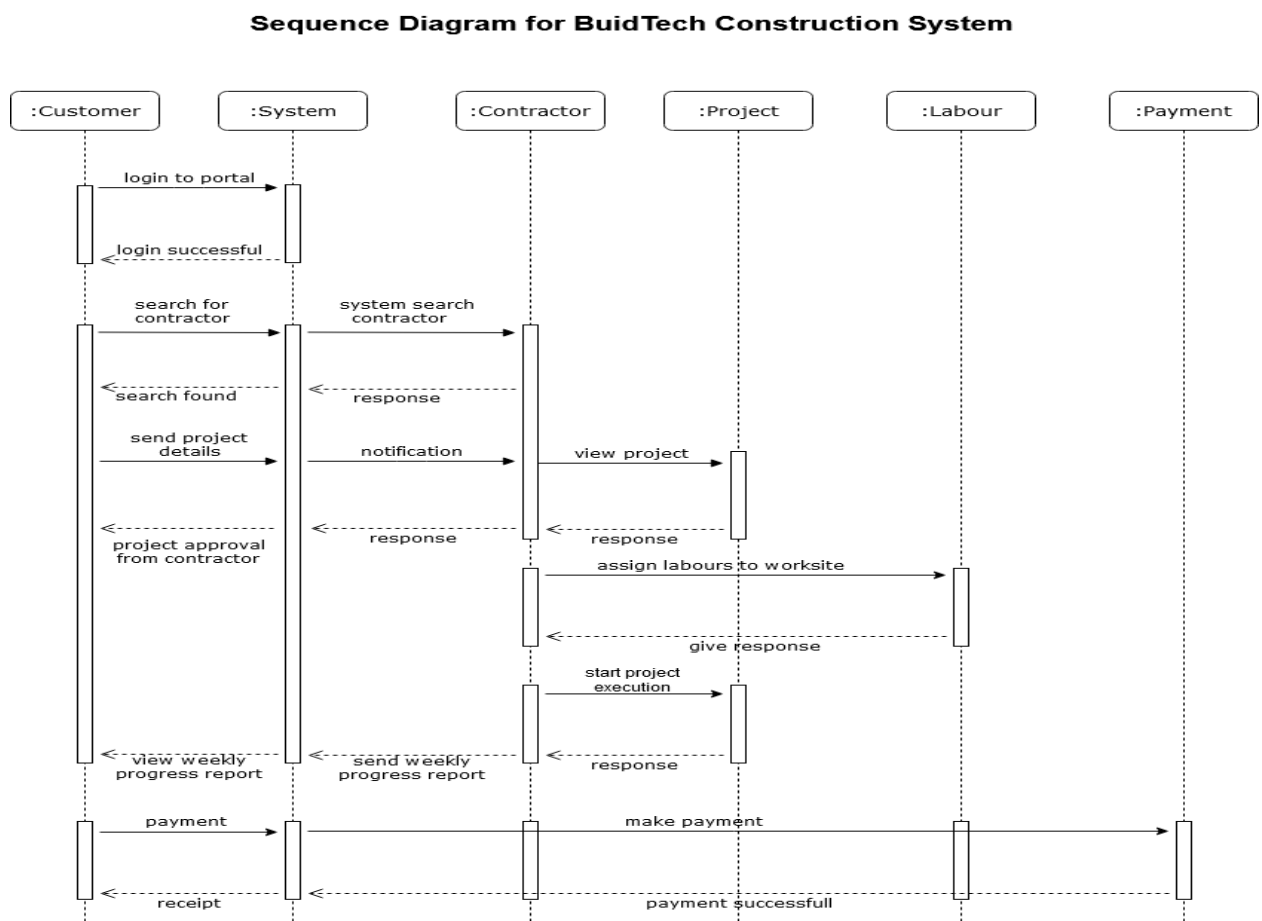 Sequence Diagram for BuidTech Construction System
:Customer
:System
:Contractor
:Project
:Labour
:Payment
login to portal
login successful
search for
contractor
system search
contractor
search found
response
send project
details
notification
view project
project approval
from contractor
response
response
assign labours to worksite
give response
start project
execution
view weekly
progress report
send weekly
progress report
response
payment
make payment
receipt
payment successfull